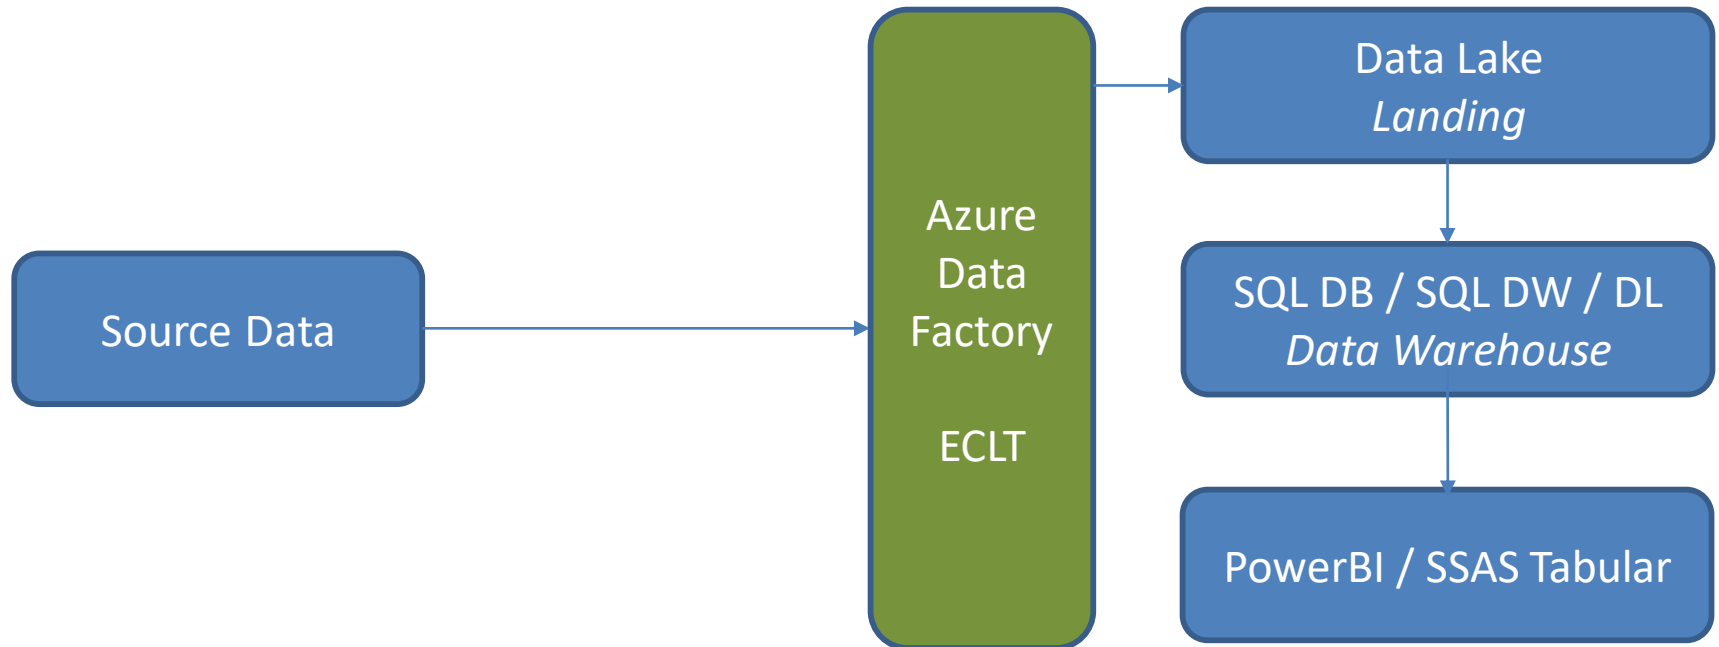 Source Data
Azure
Data
Factory
ECLT
Data Lake
Landing
SQL DB / SQL DW / DL
Data Warehouse
PowerBI / SSAS Tabular